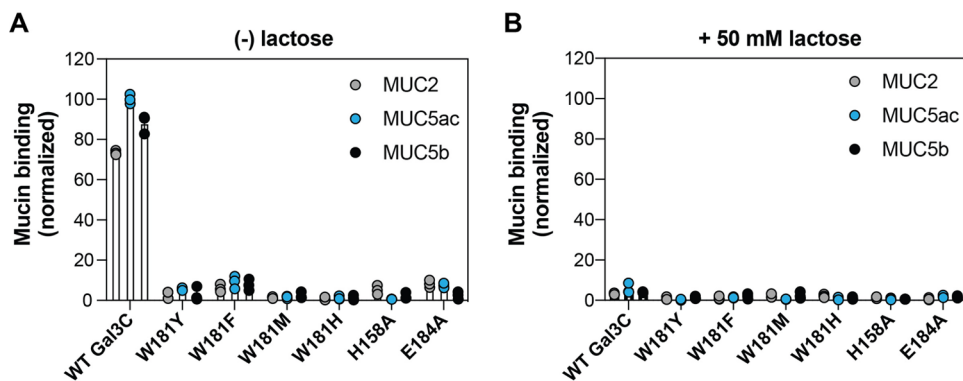 A
(-) lactose
Mucin binding
(normalized)
120
100
80
60
40
20
0
MUC2
MUC5ac
MUC5b
WT Gal3C
W181Y
W181F
W181M
W181H
H158A
E184A
B
+ 50 mM lactose
Mucin binding
(normalized)
120
100
80
60
40
20
0
MUC2
MUC5ac
MUC5b
WT Gal3C
W181Y
W181F
W181M
W181H
H158A
E184A